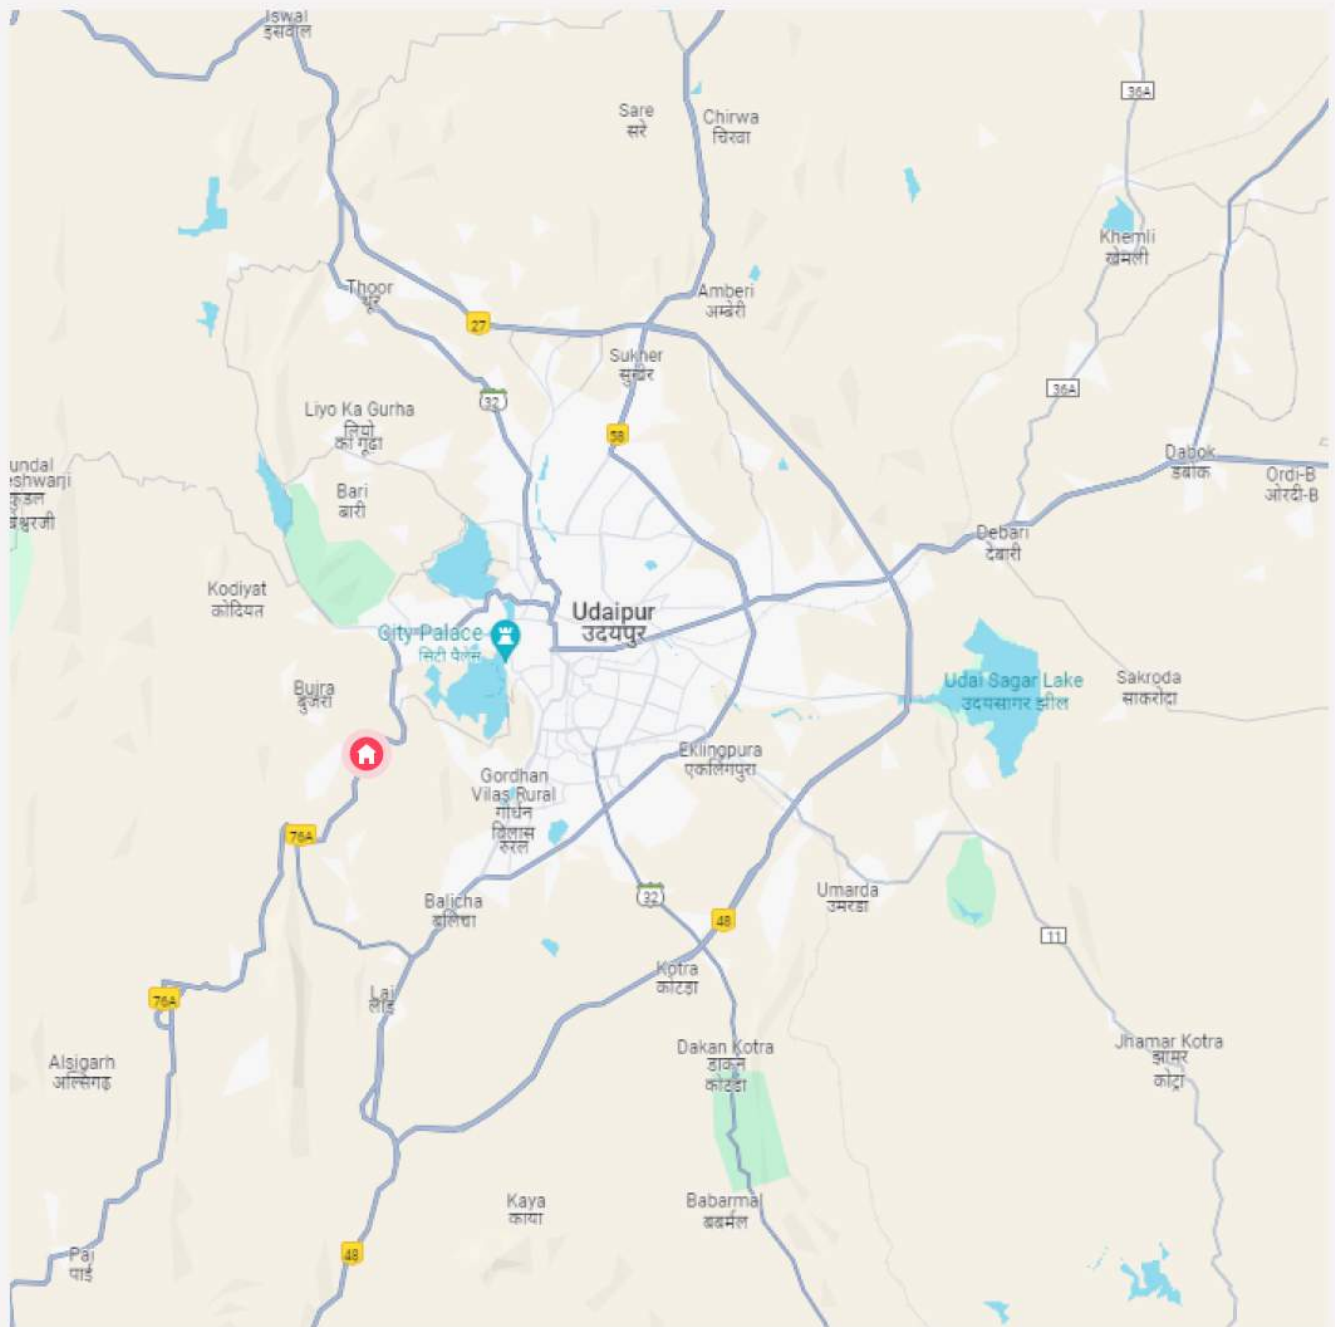 Iswal
इसवाल
36A
Sare
सरे
Chirwa
चिरवा
Khemli
खेमली
Thoor
थूर
Amberi
अम्बेरी
27
Sukher
सुखेर
36A
32
Liyo Ka Gurha
लियो
का गूढ़ा
58
Dabok
डबोक
undal
eshwarji
Ordi-B
ओरदी-B
Bari
बारी
Debari
देबारी
Kodiyat
कोदियत
Udaipur
उदयपुर
City Palace
सिटी पैलेस
Udai Sagar Lake
उदयसागर झील
Sakroda
साकरोदा
Bujra
बुजरा
Eklingpura
एकलिंगपुरा
Gordhan
Vilas Rural
गोर्धन
विलास
रुरल
76A
Umarda
उमरडा
Balicha
बलिचा
32
48
11
Kotra
कोटड़ा
76A
Lai
लाई
Dakan Kotra
डाकन
कोटडा
Jhamar Kotra
झामर
कोट्रा
Alsigarh
अल्सिगढ़
Kaya
काया
Babarmal
बबर्मल
48
Pai
पाई